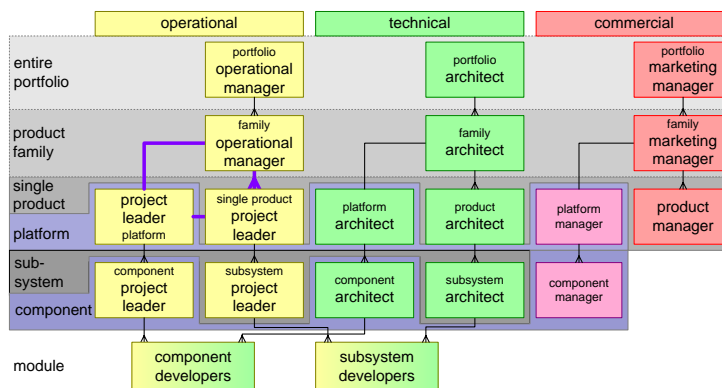 operational
technical
commercial
entire
portfolio
portfolio
operational
manager
portfolio
architect
portfolio
marketing
manager
product
family
family
operational
manager
family
architect
family
marketing
manager
single
product
platform
project
leader
platform
single product
project
leader
platform
architect
product
architect
platform
manager
product
manager
sub-
system
component
component
project
leader
subsystem
project
leader
component
architect
subsystem
architect
component
manager
module
component
developers
subsystem
developers